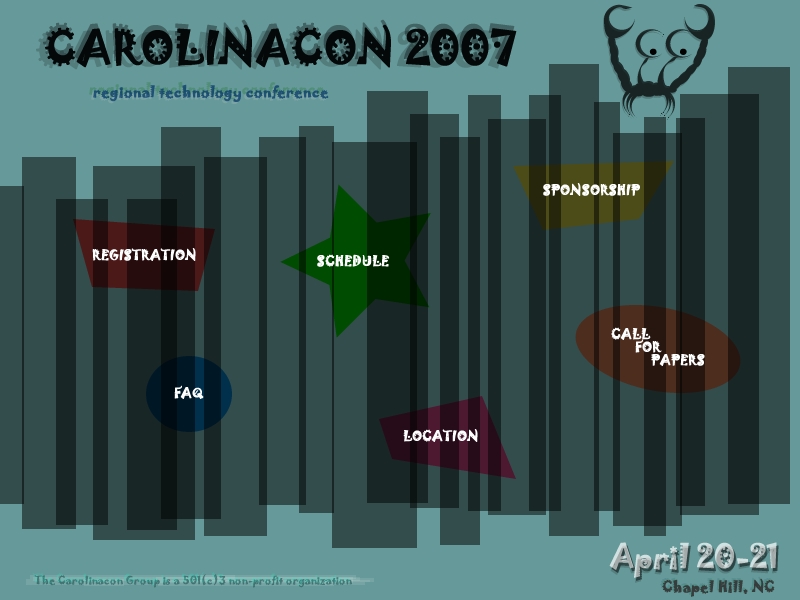 CAROLINACON 2007
regional technology conference
SPONSORSHIP
REGISTRATION
SCHEDULE
CALL
FOR
PAPERS
FAQ
LOCATION
April 20-21
Chapel Hill, NC
The Carolinacon Group is a 501(c)3 non-profit organization